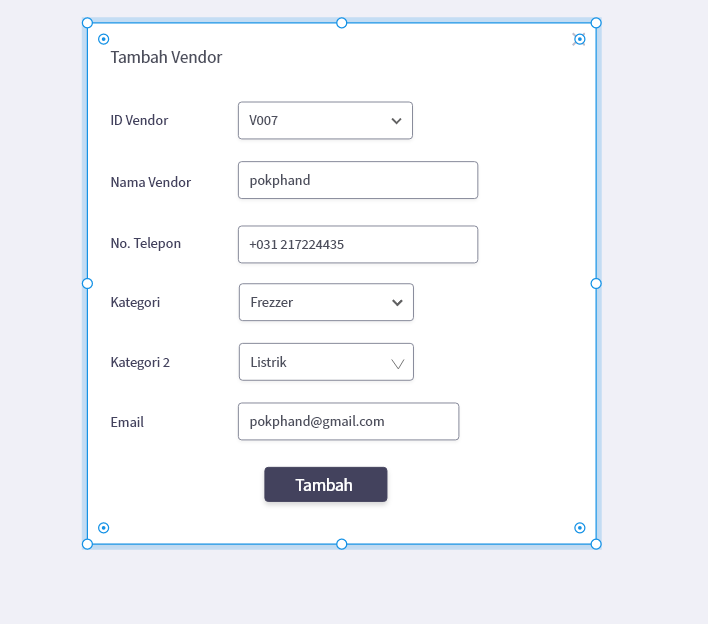 Tambah Vendor
ID Vendor
V007
Nama Vendor
pokphand
No. Telepon
+031 217224435
Kategori
Frezzer
Kategori 2
Listrik
Email
pokphand@gmail.com
Tambah